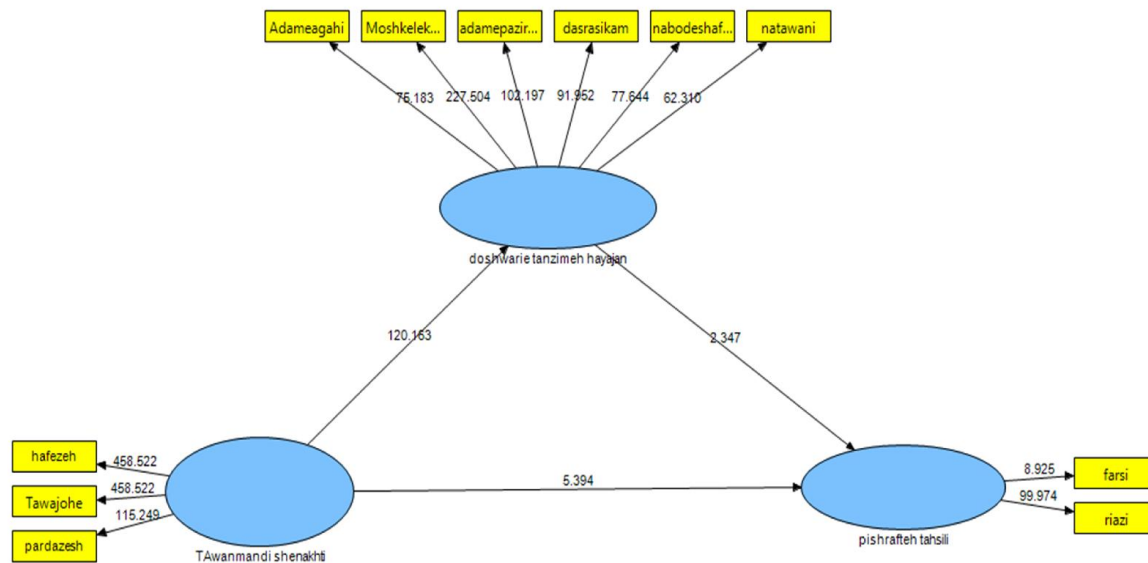 Adameagahi
Moshkelek...
adamepazir...
dasrasikam
nabodeshaf...
natawani
75.183
227.504
102.197
91.952
77.644
62.310
doshwarie tanzimeh hayajan
120.163
2.347
hafezeh
458.522
Tawajohe
458.522
pardazesh
115.249
TAwanmandi shenakhti
5.394
pishrafteh tahsili
8.925
farsi
99.974
riazi